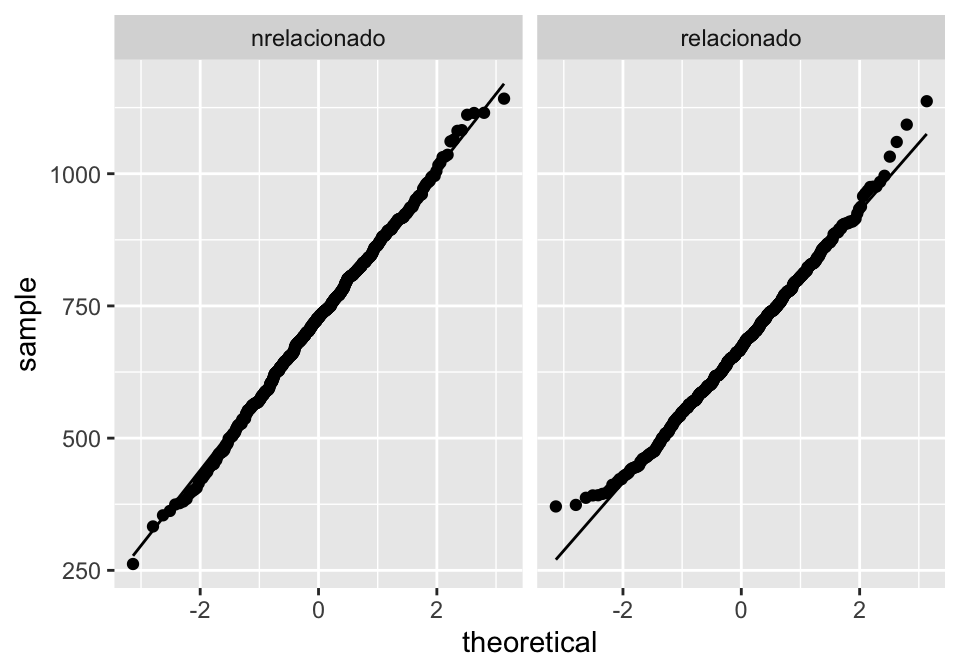 nrelacionado
relacionado
sample
1000
750
500
250
-2
0
2
-2
0
2
theoretical